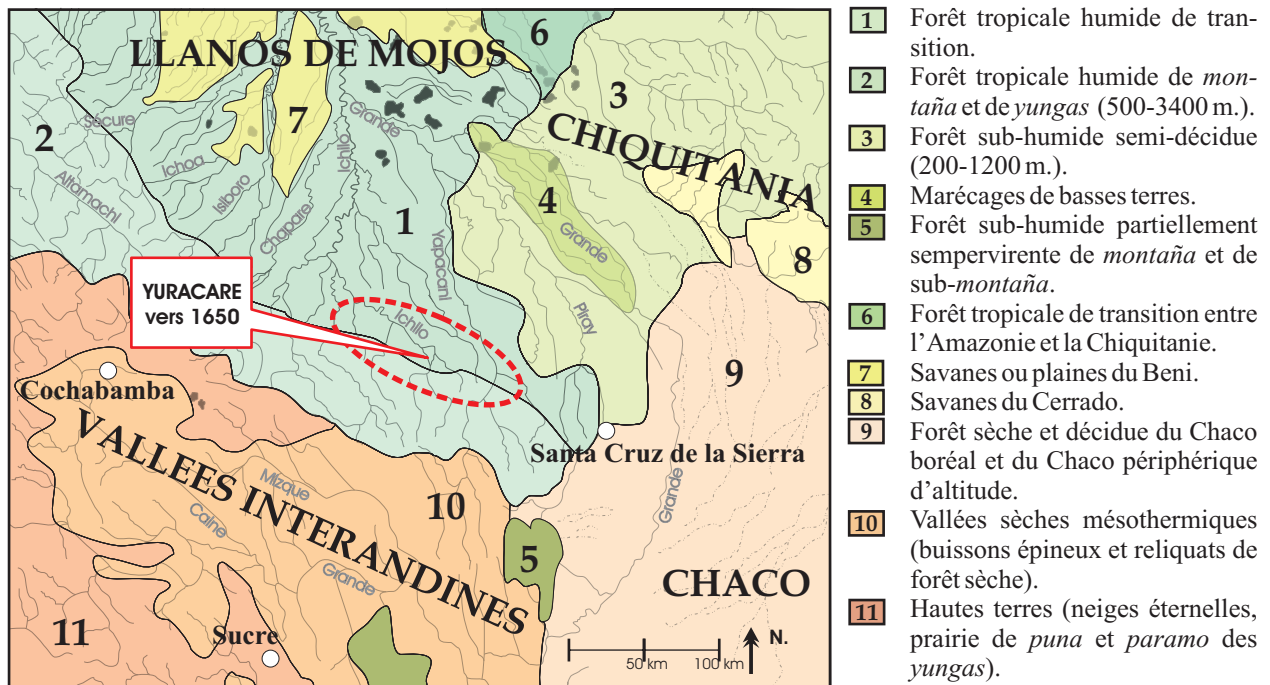 LLANOS DE MOJOS
6
3
2
7
1
4
8
9
10
5
11
CHIQUITANIA
Sécure
Altamachi
Ichoa
Isiboro
Chapare
Ichilo
Grande
Yapacaní
Grande
Piray
Ichilo
YURACARE
vers 1650
Cochabamba
Santa Cruz de la Sierra
VALLEES INTERANDINES
Mizque
Caine
Grande
Grande
CHACO
Sucre
N.
50 km
100 km
1 Forêt tropicale humide de tran-
sition.
2 Forêt tropicale humide de mon-
taña et de yungas (500-3400 m.).
3 Forêt sub-humide semi-décidue
(200-1200 m.).
4 Marécages de basses terres.
5 Forêt sub-humide partiellement
sempervirente de montaña et de
sub-montaña.
6 Forêt tropicale de transition entre
l’Amazonie et la Chiquitanie.
7 Savanes ou plaines du Beni.
8 Savanes du Cerrado.
9 Forêt sèche et décidue du Chaco
boréal et du Chaco périphérique
d’altitude.
10 Vallées sèches mésothermiques
(buissons épineux et reliquats de
forêt sèche).
11 Hautes terres (neiges éternelles,
prairie de puna et paramo des
yungas).